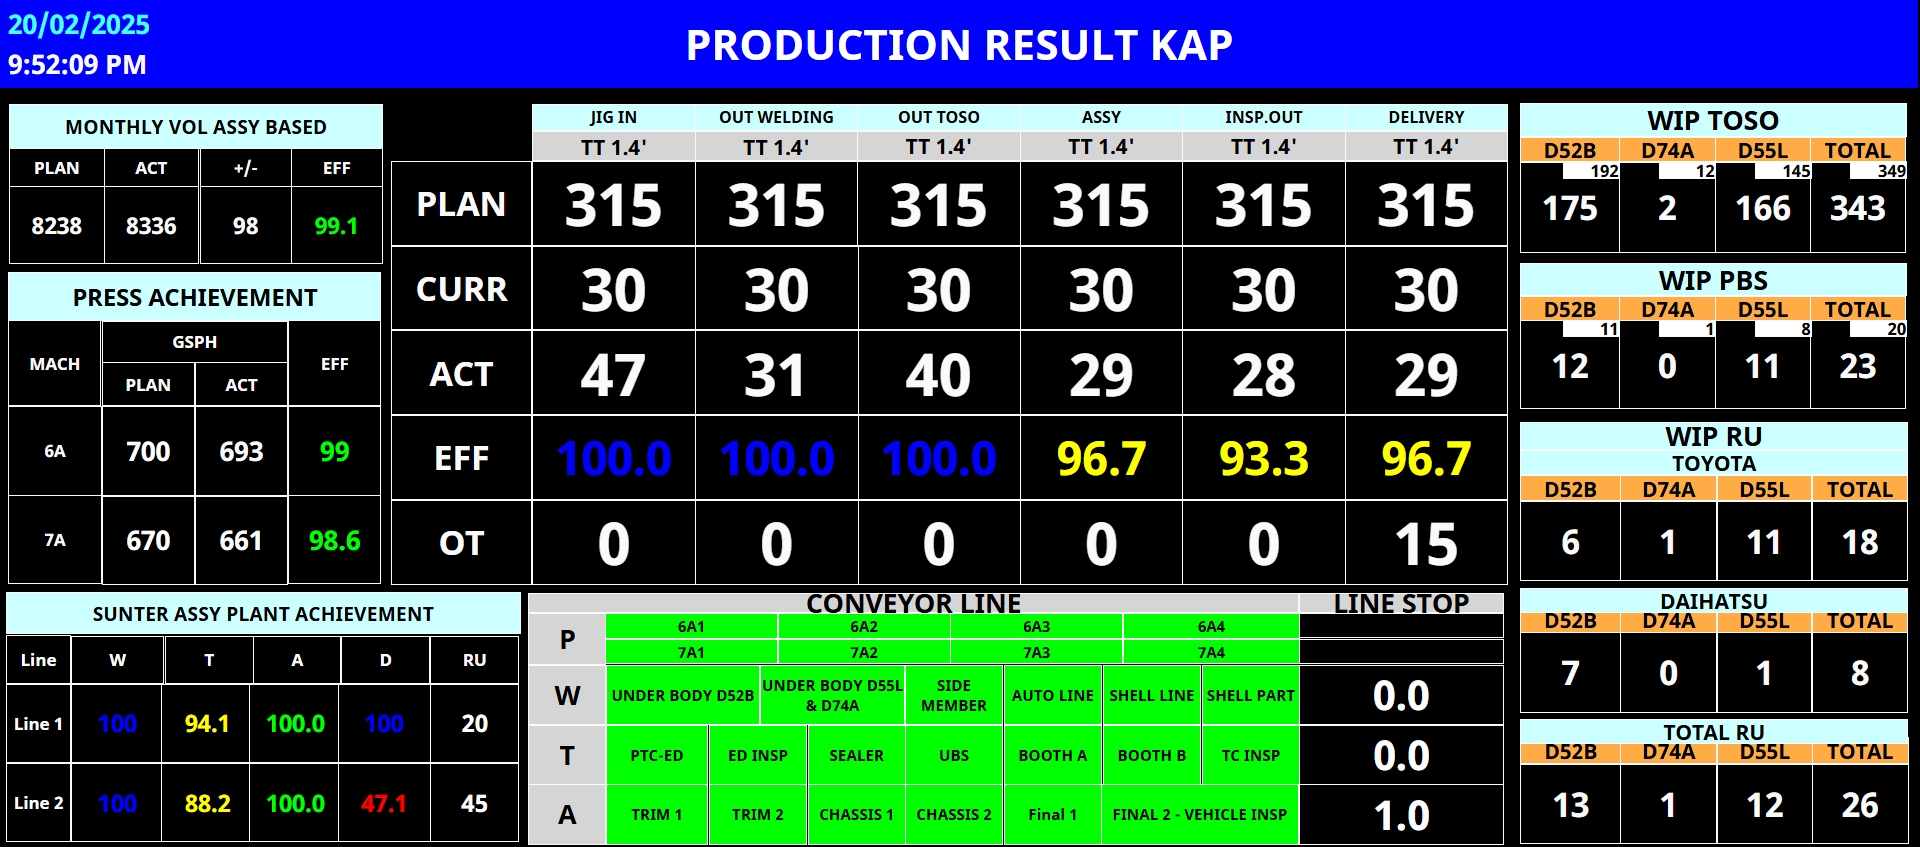 20/02/2025
9:52:09 PM
PRODUCTION RESULT KAP
MONTHLY VOL ASSY BASED
PLAN ACT +/- EFF
8238 8336 98 99.1
PRESS ACHIEVEMENT
MACH GSPH EFF
PLAN ACT
6A 700 693 99
7A 670 661 98.6
JIG IN OUT WELDING OUT TOSO ASSY INSP.OUT DELIVERY
TT 1.4' TT 1.4' TT 1.4' TT 1.4' TT 1.4' TT 1.4'
PLAN 315 315 315 315 315 315
CURR 30 30 30 30 30 30
ACT 47 31 40 29 28 29
EFF 100.0 100.0 100.0 96.7 93.3 96.7
OT 0 0 0 0 0 15
WIP TOSO
D52B D74A D55L TOTAL
192 12 145 349
175 2 166 343
WIP PBS
D52B D74A D55L TOTAL
11 1 8 20
12 0 11 23
WIP RU
TOYOTA
D52B D74A D55L TOTAL
6 1 11 18
DAIHATSU
D52B D74A D55L TOTAL
7 0 1 8
TOTAL RU
D52B D74A D55L TOTAL
13 1 12 26
SUNTER ASSY PLANT ACHIEVEMENT
Line W T A D RU
Line 1 100 94.1 100.0 100 20
Line 2 100 88.2 100.0 47.1 45
CONVEYOR LINE LINE STOP
P 6A1 6A2 6A3 6A4
7A1 7A2 7A3 7A4
W UNDER BODY D52B UNDER BODY D55L & D74A SIDE MEMBER AUTO LINE SHELL LINE SHELL PART 0.0
T PTC-ED ED INSP SEALER UBS BOOTH A BOOTH B TC INSP 0.0
A TRIM 1 TRIM 2 CHASSIS 1 CHASSIS 2 Final 1 FINAL 2 - VEHICLE INSP 1.0